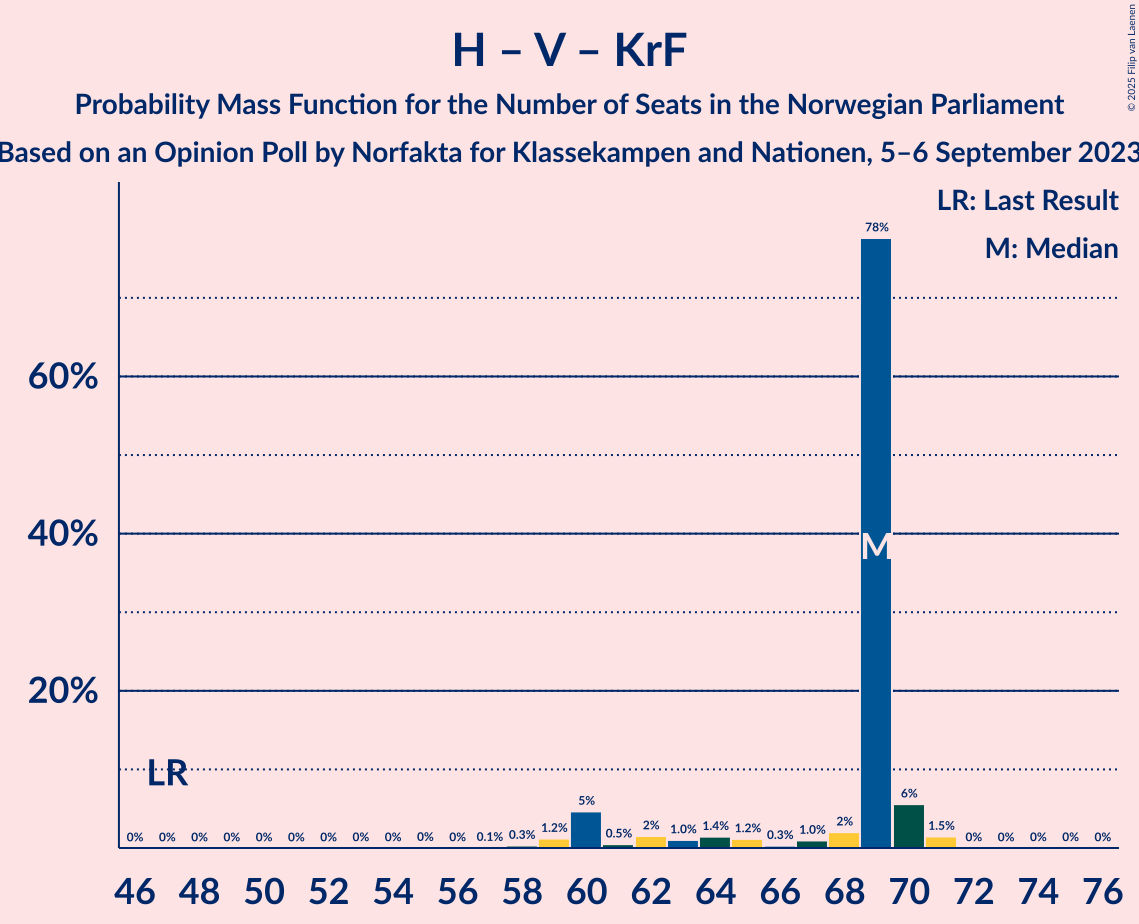 H – V – KrF
Probability Mass Function for the Number of Seats in the Norwegian Parliament
Based on an Opinion Poll by Norfakta for Klassekampen and Nationen, 5–6 September 2023
© 2025 Filip van Laenen
LR: Last Result
M: Median
78%
60%
40%
M
20%
LR
0% 0% 0% 0% 0% 0% 0% 0% 0% 0% 0% 0.1% 0.3% 1.2% 5% 0.5% 2% 1.0% 1.4% 1.2% 0.3% 1.0% 2% 6% 1.5% 0% 0% 0% 0% 0%
46 48 50 52 54 56 58 60 62 64 66 68 70 72 74 76